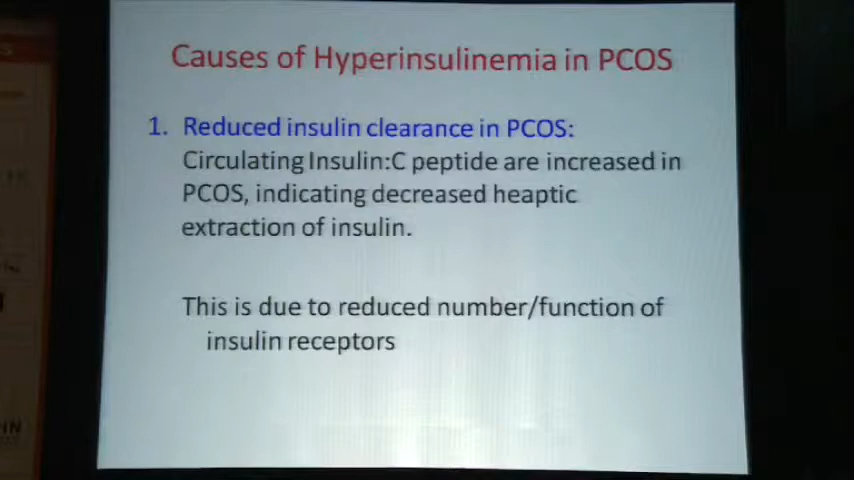 Causes of Hyperinsulinemia in PCOS
1. Reduced insulin clearance in PCOS:
Circulating Insulin:C peptide are increased in
PCOS, indicating decreased heaptic
extraction of insulin.
This is due to reduced number/function of
insulin receptors
HN